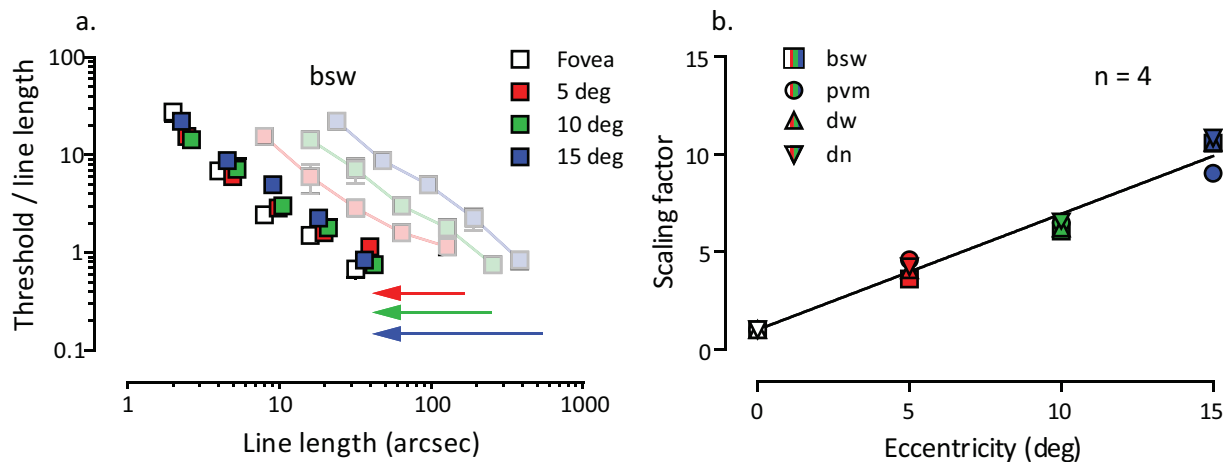 a.
Threshold / line length
100
10
1
0.1
bsw
Fovea
5 deg
10 deg
15 deg
1
10
100
1000
Line length (arcsec)
b.
Scaling factor
15
10
5
0
bsw
pvm
dw
dn
n = 4
0
5
10
15
Eccentricity (deg)